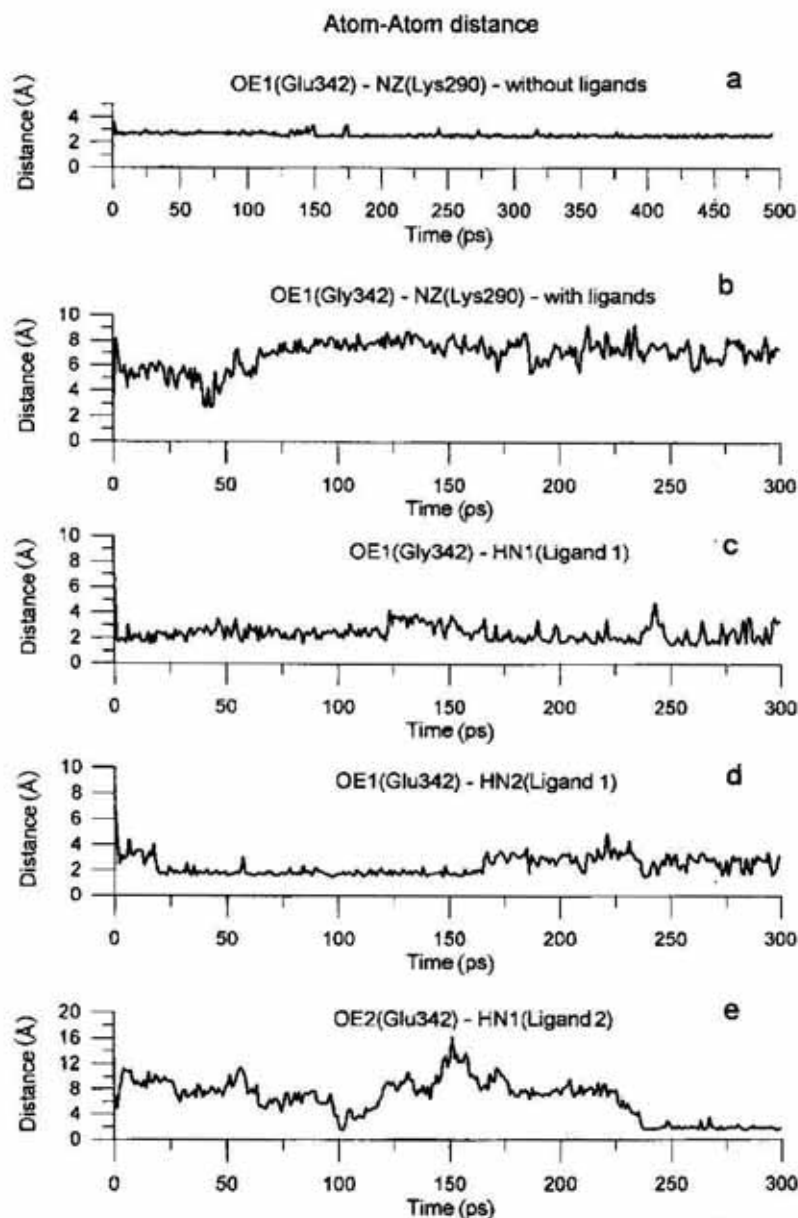 Atom-Atom distance
OE1(Glu342) - NZ(Lys290) - without ligands
a
Distance (Å)
4
2
0
0 50 100 150 200 250 300 350 400 450 500
Time (ps)
OE1(Gly342) - NZ(Lys290) - with ligands
b
Distance (Å)
10
8
6
4
2
0
0 50 100 150 200 250 300
Time (ps)
OE1(Gly342) - HN1(Ligand 1)
c
Distance (Å)
10
8
6
4
2
0
0 50 100 150 200 250 300
Time (ps)
OE1(Glu342) - HN2(Ligand 1)
d
Distance (Å)
10
8
6
4
2
0
0 50 100 150 200 250 300
Time (ps)
OE2(Glu342) - HN1(Ligand 2)
e
Distance (Å)
20
16
12
8
4
0
0 50 100 150 200 250 300
Time (ps)